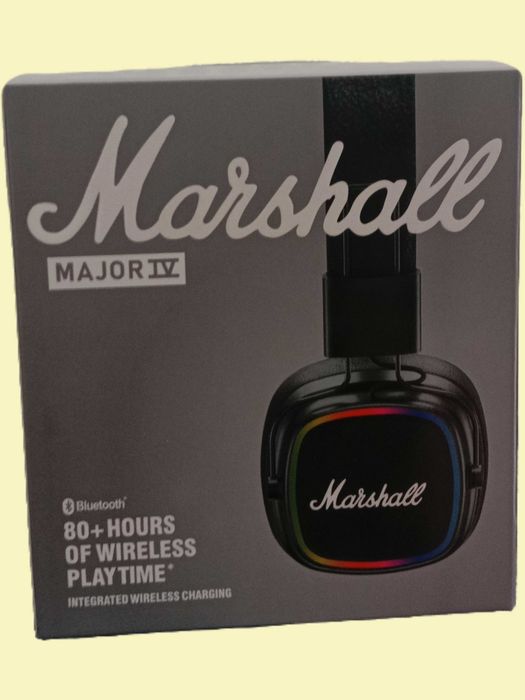 Marshall
MAJOR IV
Marshall
Bluetooth®
80+ HOURS
OF WIRELESS
PLAYTIME*
INTEGRATED WIRELESS CHARGING